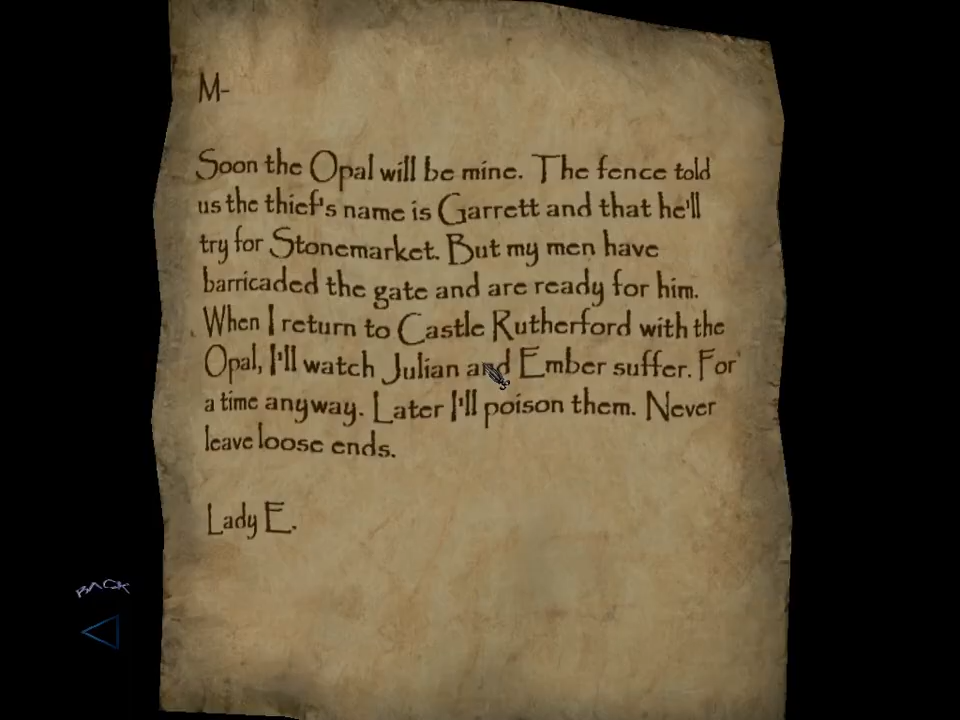 M-
Soon the Opal will be mine. The fence told
us the thief's name is Garrett and that he'll
try for Stonemarket. But my men have
barricaded the gate and are ready for him.
When I return to Castle Rutherford with the
Opal, I'll watch Julian and Ember suffer. For
a time anyway. Later I'll poison them. Never
leave loose ends.
Lady E.
BACK